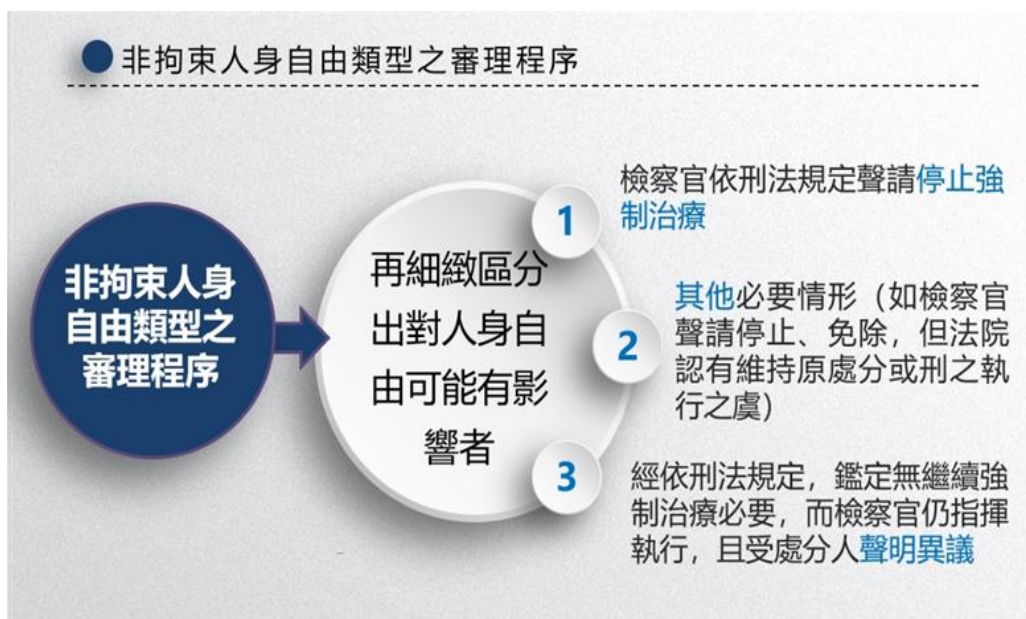 非拘束人身自由類型之審理程序
非拘束人身
自由類型之
審理程序
再細緻區分
出對人身自
由可能有影
響者
1
檢察官依刑法規定聲請停止強
制治療
2
其他必要情形（如檢察官
聲請停止、免除，但法院
認有維持原處分或刑之執
行之虞）
3
經依刑法規定，鑑定無繼續強
制治療必要，而檢察官仍指揮
執行，且受處分人聲明異議